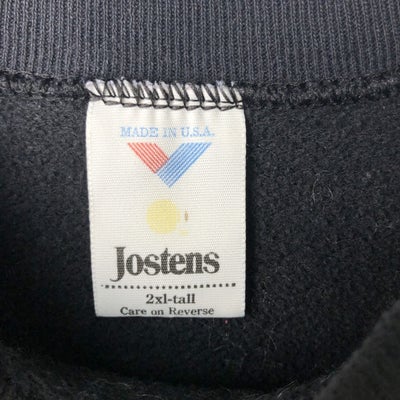 MADE IN U.S.A.
Jostens
2xl-tall
Care on Reverse